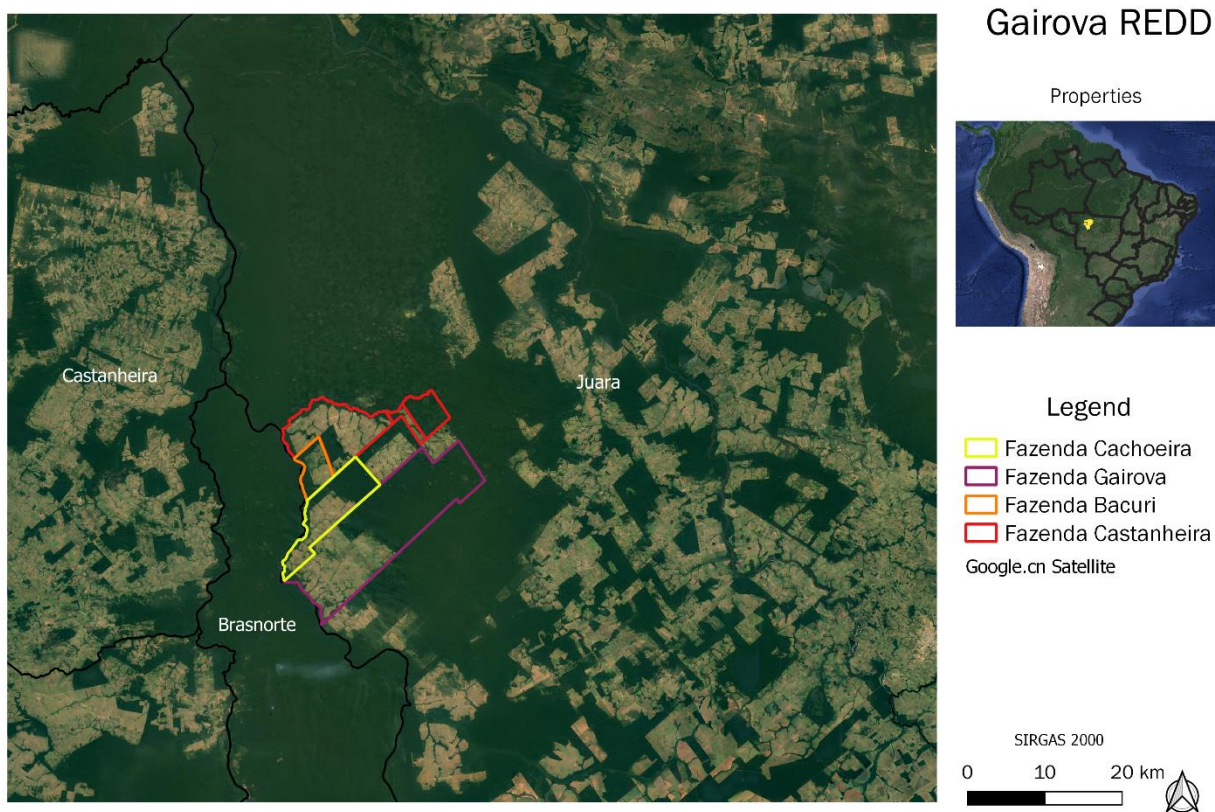 Gairova REDD
Properties
Castanheira
Juara
Brasnorte
Legend
Fazenda Cachoeira
Fazenda Gairova
Fazenda Bacuri
Fazenda Castanheira
Google.cn Satellite
SIRGAS 2000
0 10 20 km